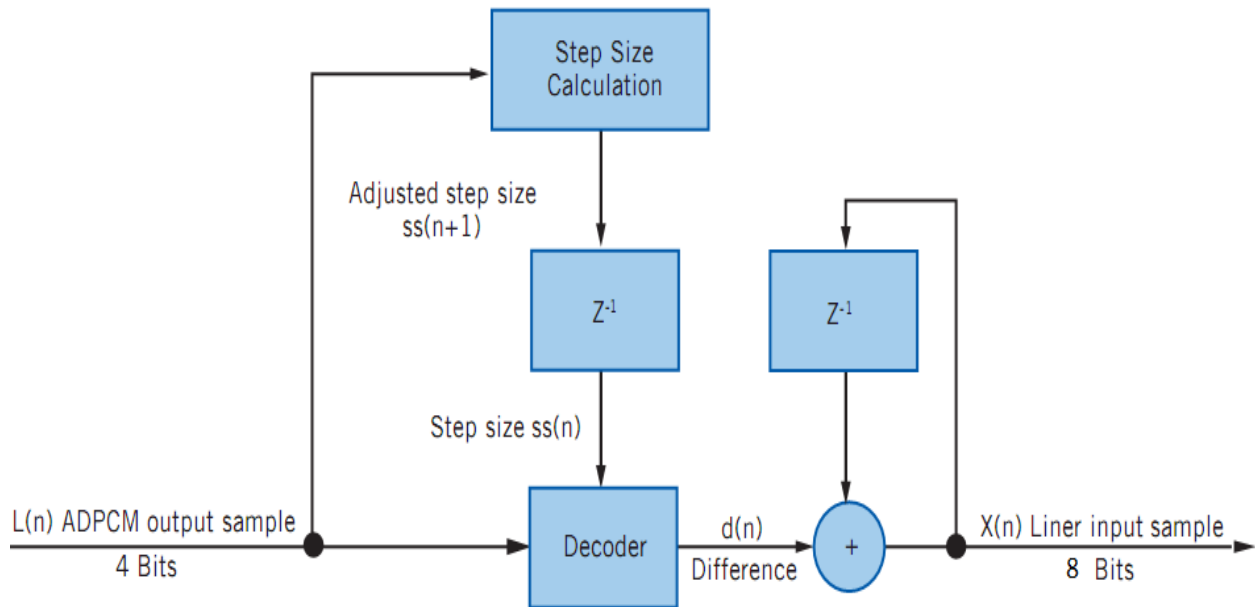 Step Size
Calculation
Adjusted step size
ss(n+1)
Z-1
Z-1
Step size ss(n)
L(n) ADPCM output sample
4 Bits
Decoder
d(n)
Difference
+
X(n) Liner input sample
8 Bits